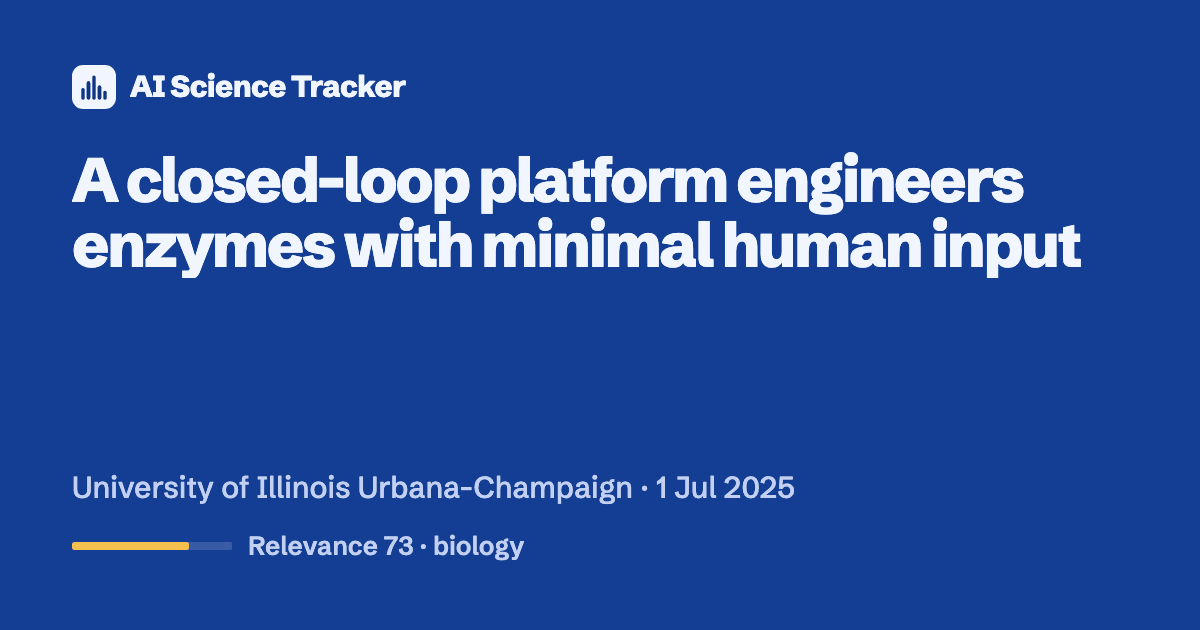 AI Science Tracker
A closed-loop platform engineers
enzymes with minimal human input
University of Illinois Urbana-Champaign · 1 Jul 2025
Relevance 73 · biology